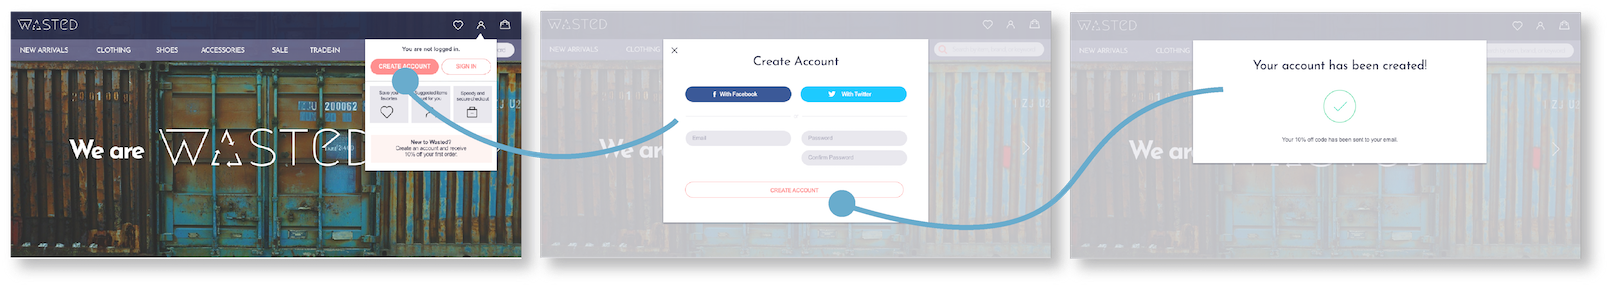 WASTED
NEW ARRIVALS CLOTHING SHOES ACCESSORIES SALE TRADE-IN
You are not logged in.
CREATE ACCOUNT SIGN IN
Save your
favorites
Suggested items
for you.
Speedy and
secure checkout
New to Wasted?
Create an account and receive
10% off your first order.
200062
We are WASTED
WASTED
NEW ARRIVALS CLOTHING
Create Account
With Facebook With Twitter
Email Password
Confirm Password
CREATE ACCOUNT
We are
WASTED
NEW ARRIVALS CLOTHING
Your account has been created!
Your 10% off code has been sent to your email.
We are